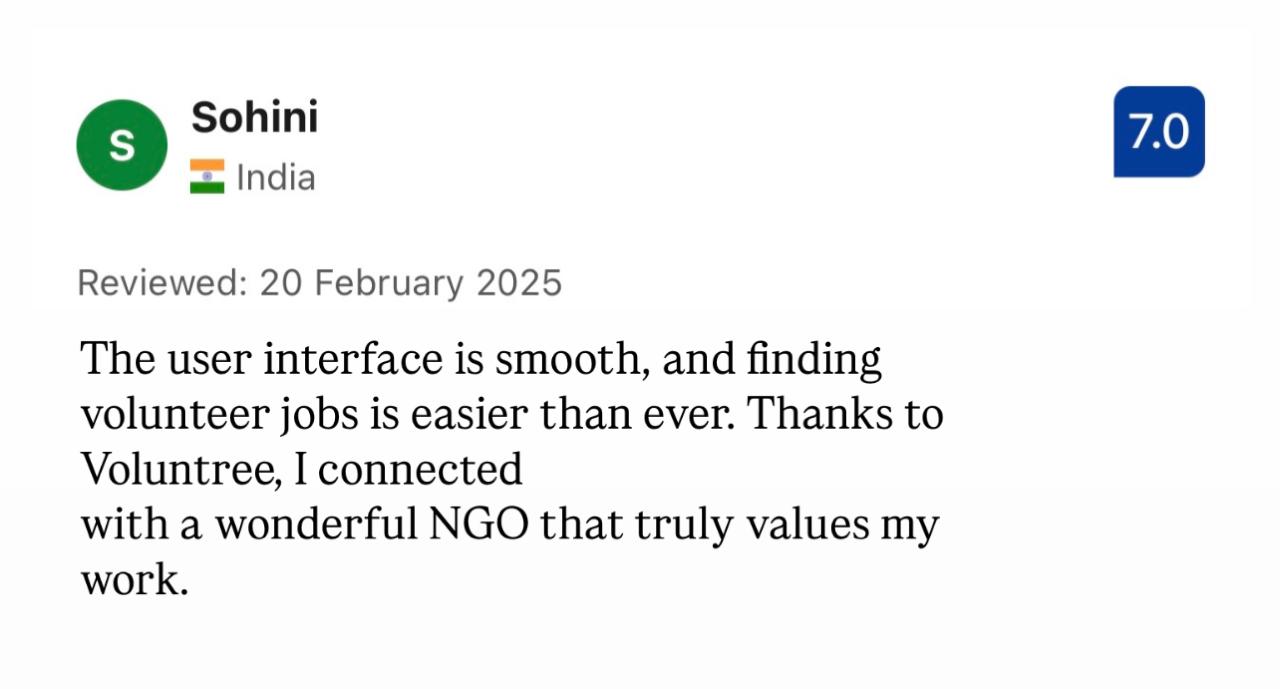 S
Sohini
India
7.0
Reviewed: 20 February 2025
The user interface is smooth, and finding
volunteer jobs is easier than ever. Thanks to
Voluntree, I connected
with a wonderful NGO that truly values my
work.